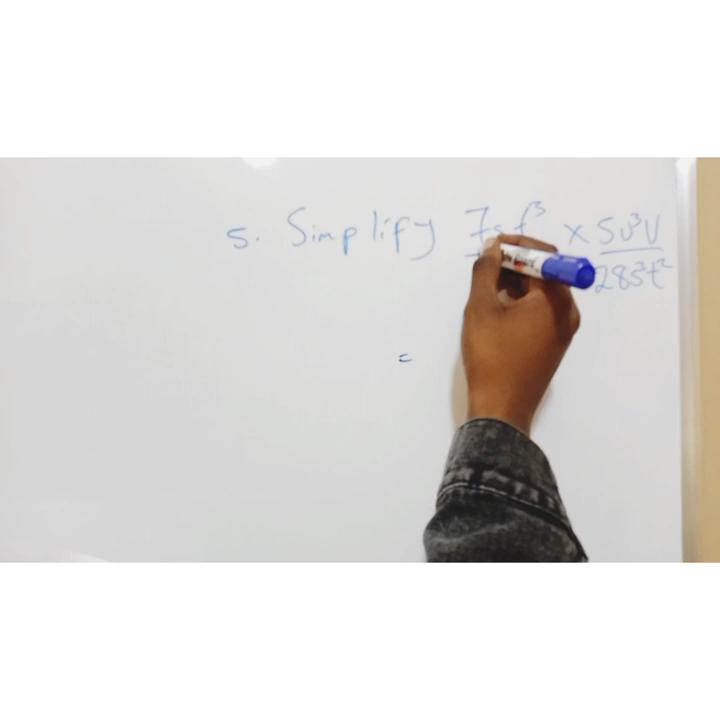 5. Simplify 7st³ × 5u³v
28s³t²
=